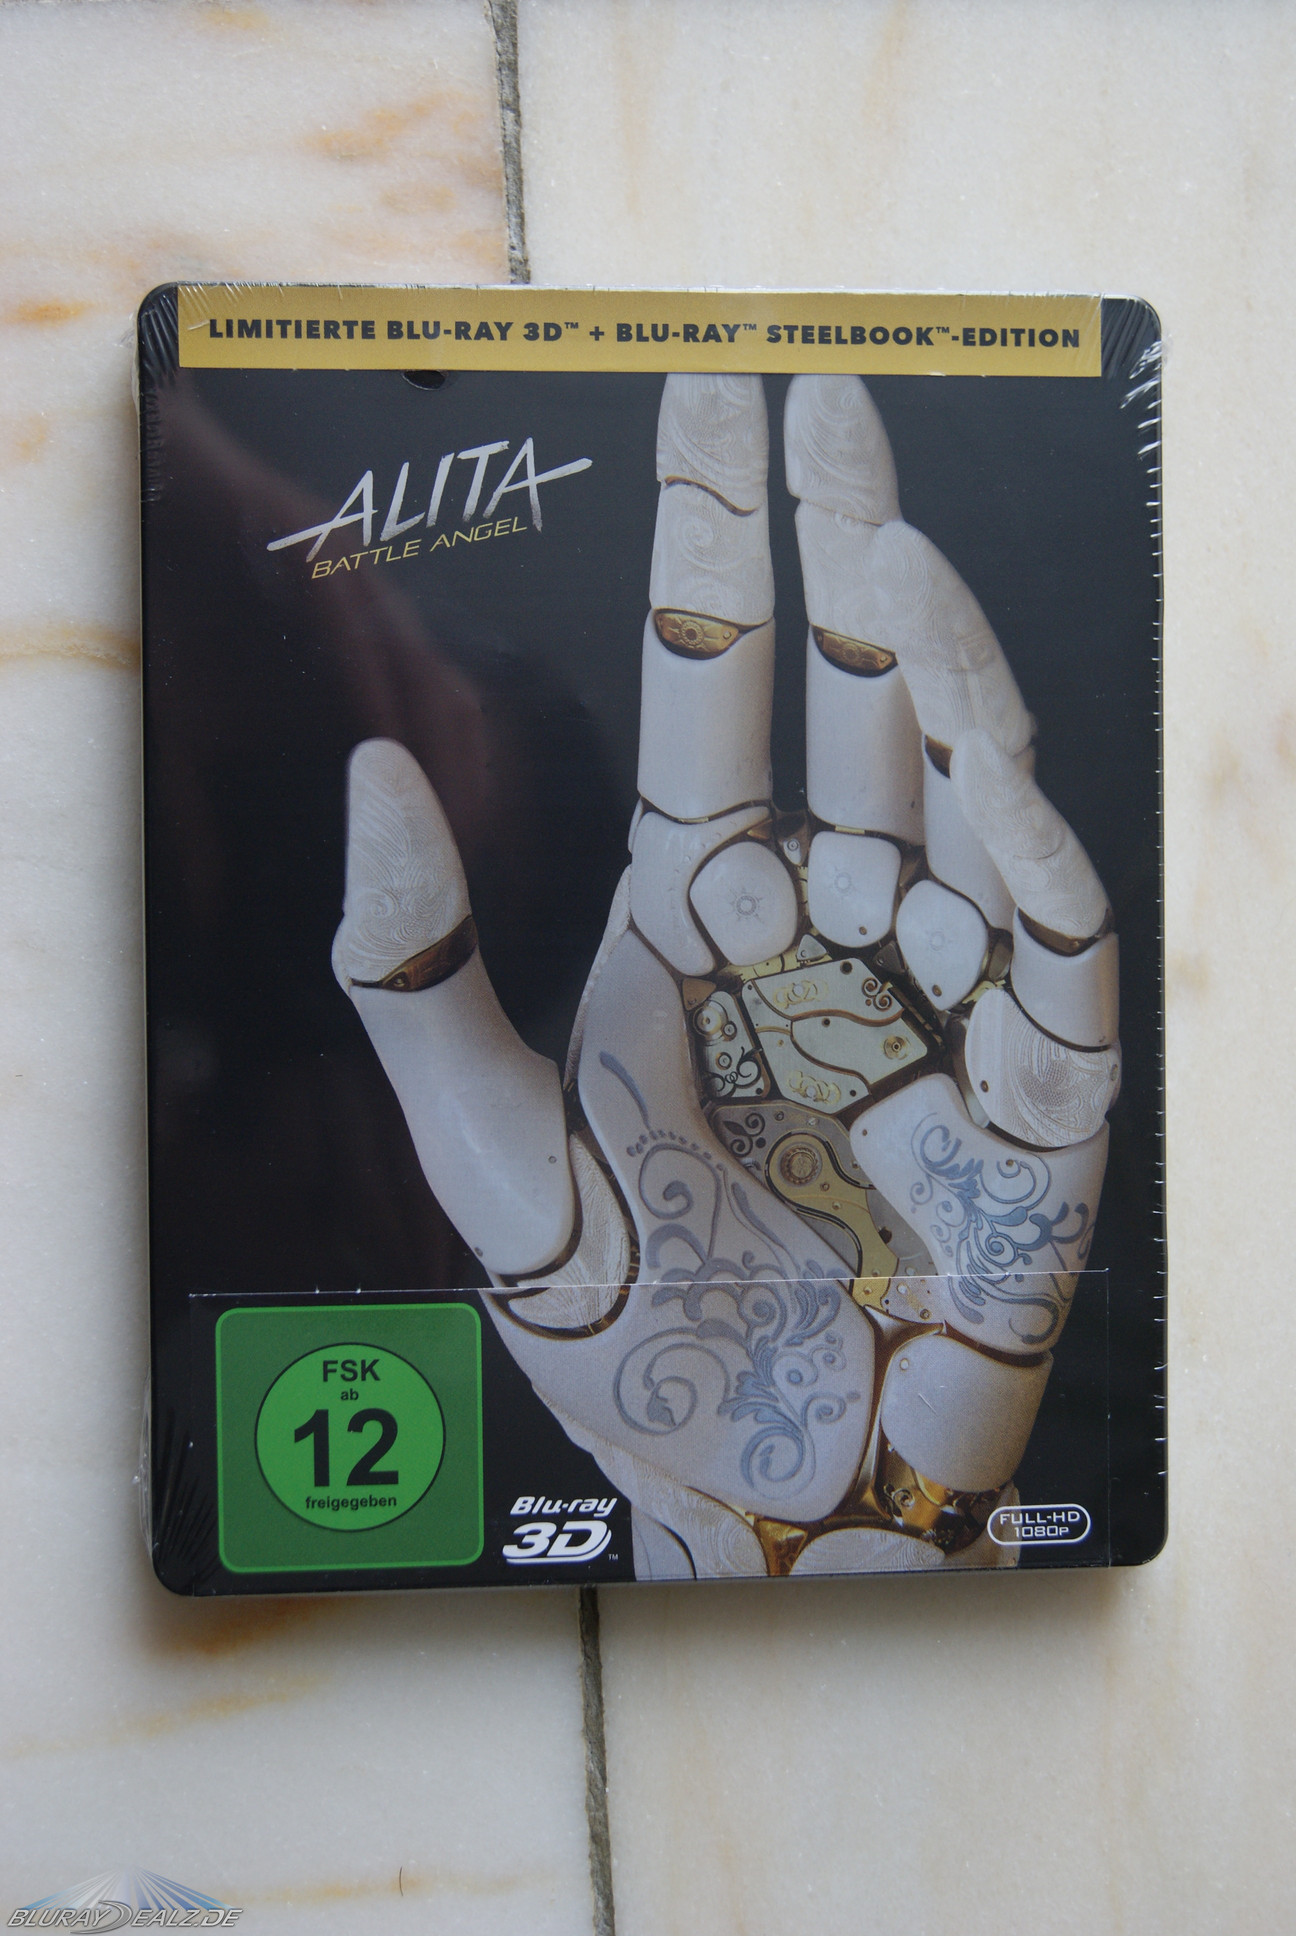 LIMITIERTE BLU-RAY 3D™ + BLU-RAY™ STEELBOOK™-EDITION
ALITA
BATTLE ANGEL
FSK
ab
12
freigegeben
Blu-ray
3D™
FULL-HD
1080P
BLURAYDEALZ.DE